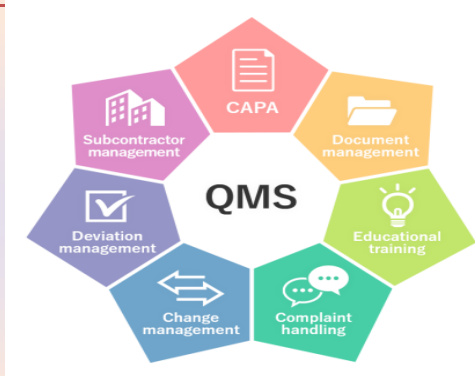 CAPA
Document
management
Educational
training
Complaint
handling
Change
management
Deviation
management
Subcontractor
management
QMS